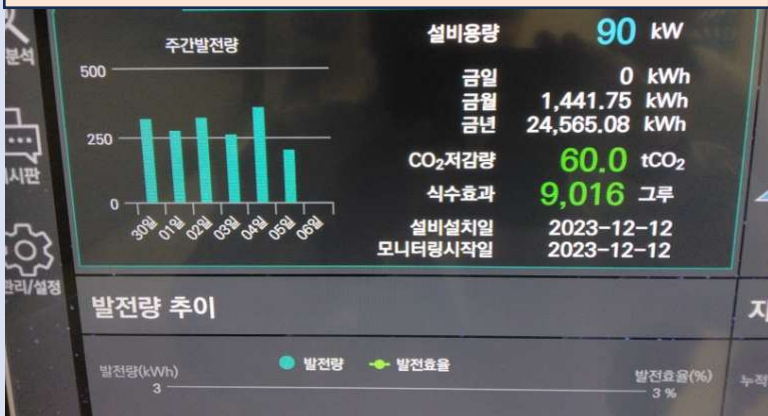 분석
시판
관리/설정
주간발전량
500
250
0
30일 01일 02일 03일 04일 05일 06일
설비용량 90 kW
금일 0 kWh
금월 1,441.75 kWh
금년 24,565.08 kWh
CO₂저감량 60.0 tCO₂
식수효과 9,016 그루
설비설치일 2023-12-12
모니터링시작일 2023-12-12
발전량 추이
발전량(kWh) 발전량 발전효율 발전효율(%)
3 3 %
누적